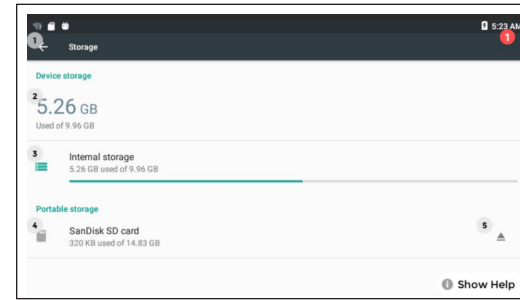 5:23 AM
1
1
Storage
Device storage
2
5.26 GB
Used of 9.96 GB
3
Internal storage
5.26 GB used of 9.96 GB
Portable storage
4
SanDisk SD card
320 KB used of 14.83 GB
5
Show Help